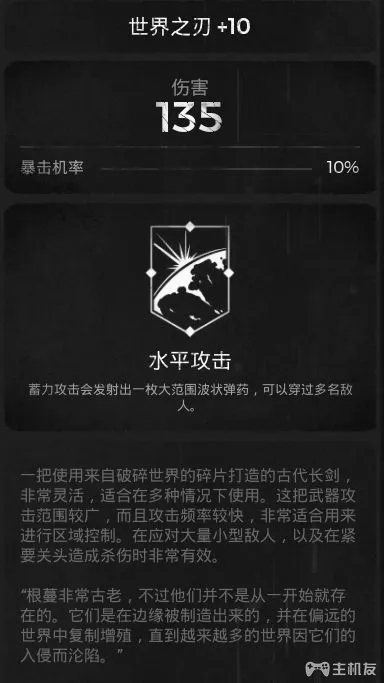 世界之刃 +10
伤害
135
暴击机率
10%
水平攻击
蓄力攻击会发射出一枚大范围波状弹药，可以穿过多名敌
人。
一把使用来自破碎世界的碎片打造的古代长剑，
非常灵活，适合在多种情况下使用。这把武器攻
击范围较广，而且攻击频率较快，非常适合用来
进行区域控制。在应对大量小型敌人，以及在紧
要关头造成杀伤时非常有效。
“根蔓非常古老，不过他们并不是从一开始就存
在的。它们是在边缘被制造出来的，并在偏远的
世界中复制增殖，直到越来越多的世界因它们的
入侵而沦陷。”
主机友